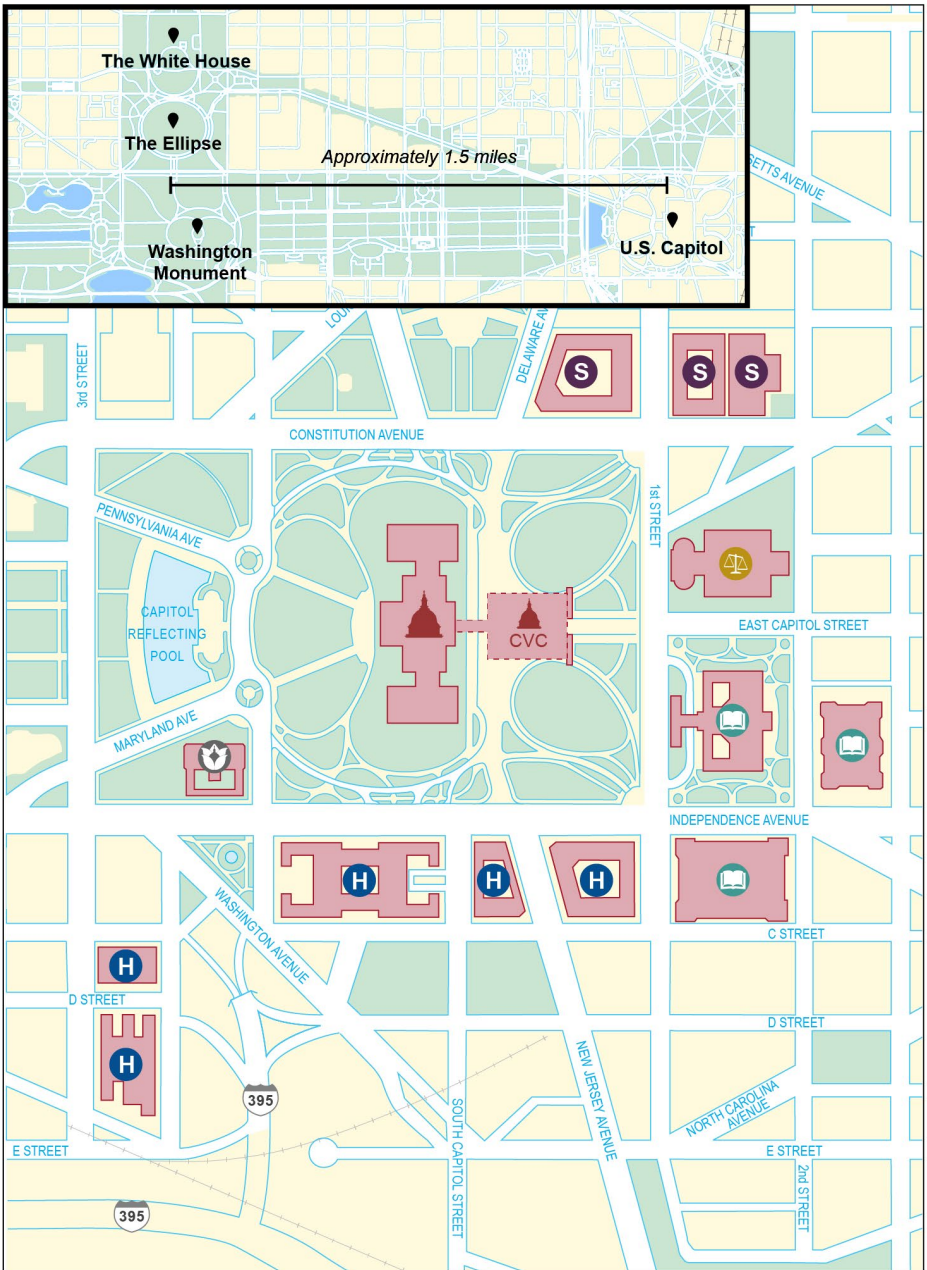 The White House
The Ellipse
Approximately 1.5 miles
Washington
Monument
U.S. Capitol
SETTS AVENUE
3rd STREET
DELAWARE AV
S
S
S
CONSTITUTION AVENUE
1st STREET
PENNSYLVANIA AVE
CAPITOL
REFLECTING
POOL
CVC
EAST CAPITOL STREET
MARYLAND AVE
INDEPENDENCE AVENUE
H
H
H
WASHINGTON AVENUE
C STREET
H
D STREET
D STREET
H
395
NEW JERSEY AVENUE
SOUTH CAPITOL STREET
NORTH CAROLINA
AVENUE
E STREET
E STREET
2nd STREET
395